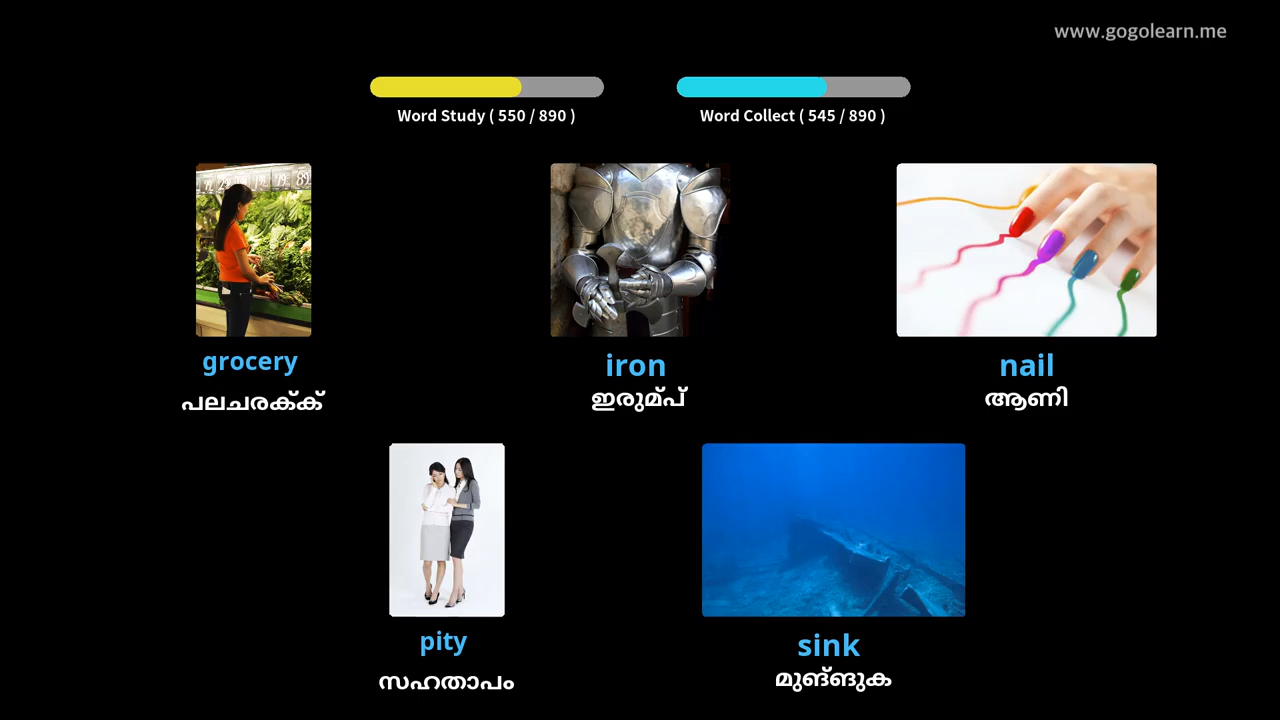 www.gogolearn.me
Word Study ( 550 / 890 )
Word Collect ( 545 / 890 )
grocery
പലചരക്ക്
iron
ഇരുമ്പ്
nail
ആണി
pity
സഹതാപം
sink
മുങ്ങുക